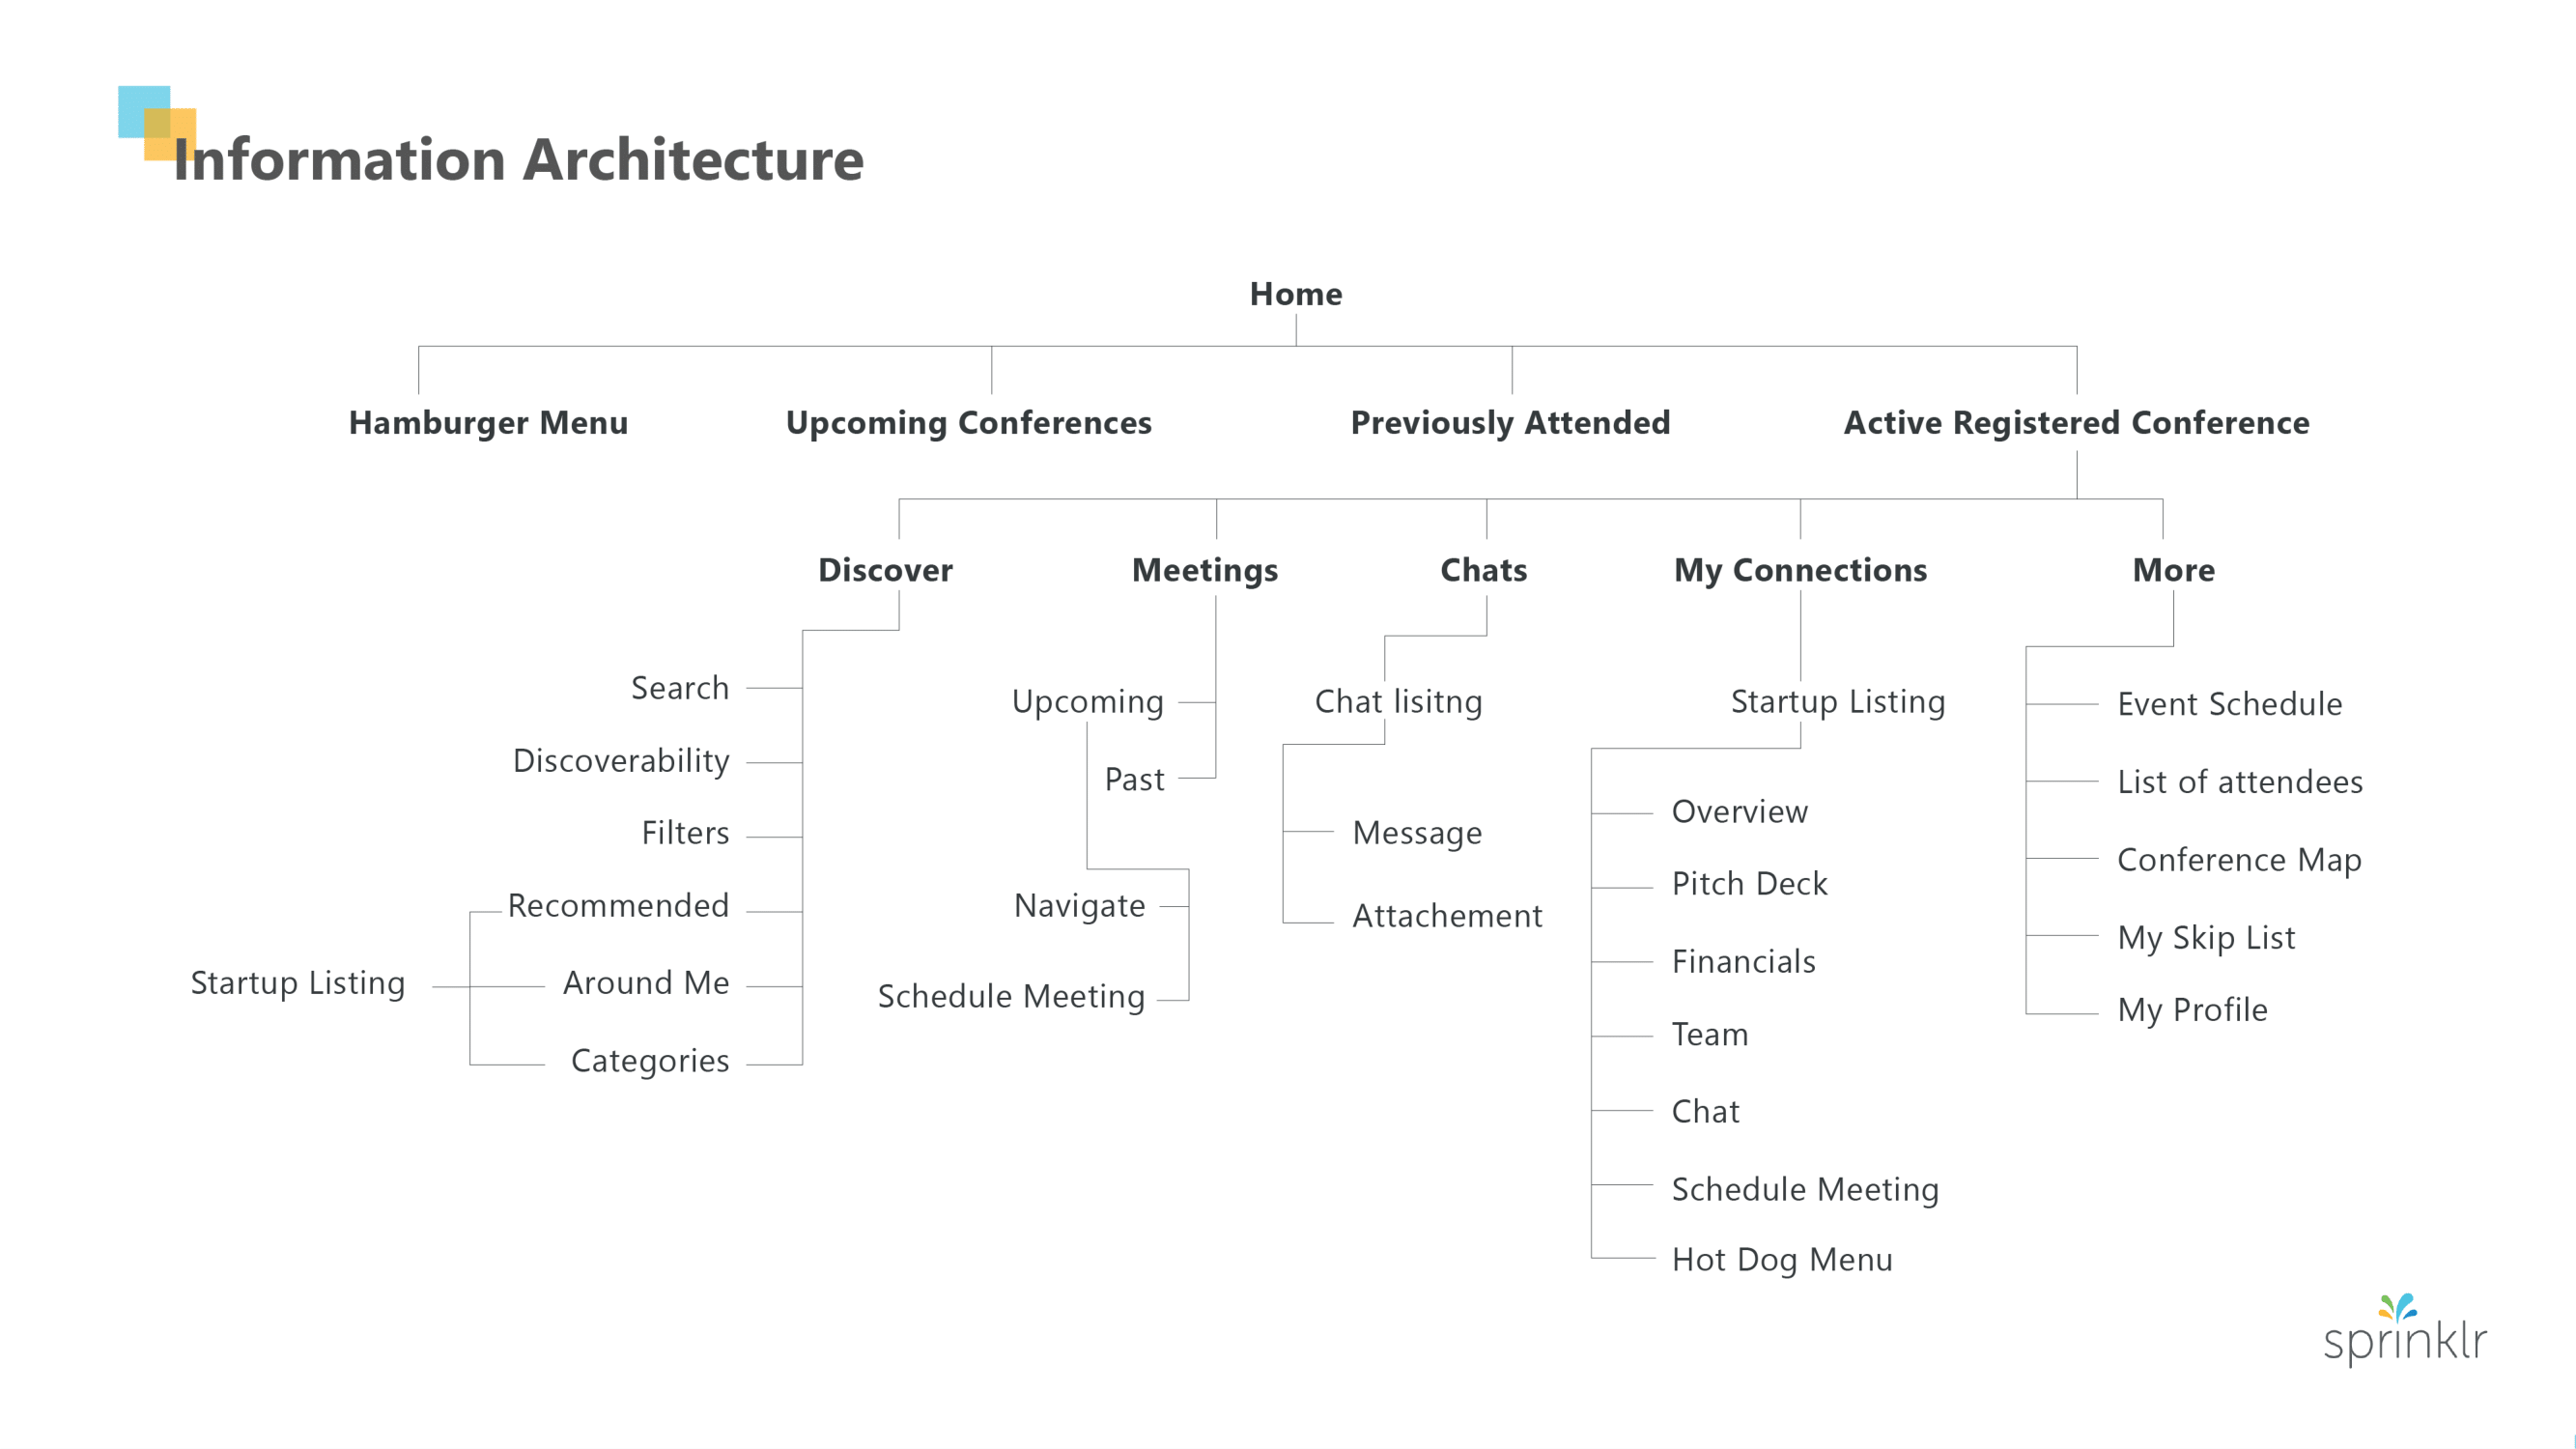 Information Architecture
Home
Hamburger Menu
Upcoming Conferences
Previously Attended
Active Registered Conference
Discover
Meetings
Chats
My Connections
More
Search
Discoverability
Filters
Recommended
Around Me
Categories
Startup Listing
Upcoming
Past
Navigate
Schedule Meeting
Chat lisitng
Message
Attachement
Startup Listing
Overview
Pitch Deck
Financials
Team
Chat
Schedule Meeting
Hot Dog Menu
Event Schedule
List of attendees
Conference Map
My Skip List
My Profile
sprinklr